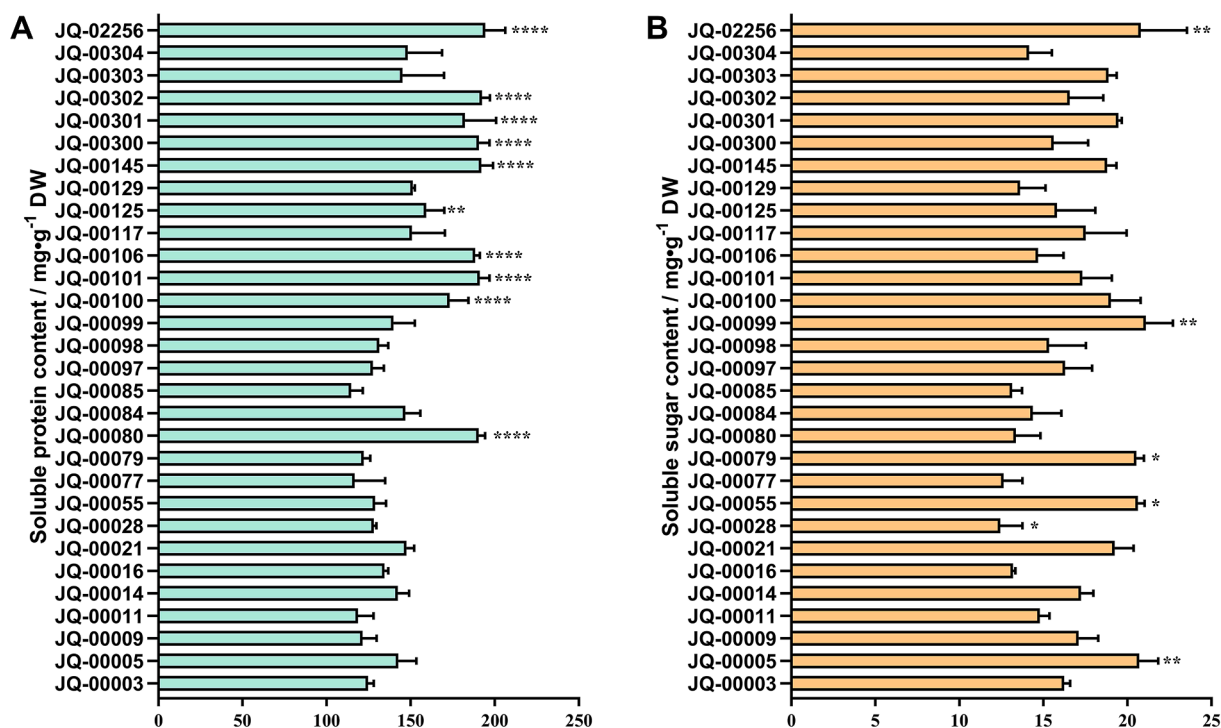 A
Soluble protein content / mg•g⁻¹ DW
JQ-02256 ****
JQ-00304
JQ-00303
JQ-00302 ****
JQ-00301 ****
JQ-00300 ****
JQ-00145 ****
JQ-00129
JQ-00125 **
JQ-00117
JQ-00106 ****
JQ-00101 ****
JQ-00100 ****
JQ-00099
JQ-00098
JQ-00097
JQ-00085
JQ-00084
JQ-00080 ****
JQ-00079
JQ-00077
JQ-00055
JQ-00028
JQ-00021
JQ-00016
JQ-00014
JQ-00011
JQ-00009
JQ-00005
JQ-00003
0 50 100 150 200 250
B
Soluble sugar content / mg•g⁻¹ DW
JQ-02256 **
JQ-00304
JQ-00303
JQ-00302
JQ-00301
JQ-00300
JQ-00145
JQ-00129
JQ-00125
JQ-00117
JQ-00106
JQ-00101
JQ-00100
JQ-00099 **
JQ-00098
JQ-00097
JQ-00085
JQ-00084
JQ-00080
JQ-00079 *
JQ-00077
JQ-00055 *
JQ-00028 *
JQ-00021
JQ-00016
JQ-00014
JQ-00011
JQ-00009
JQ-00005 **
JQ-00003
0 5 10 15 20 25